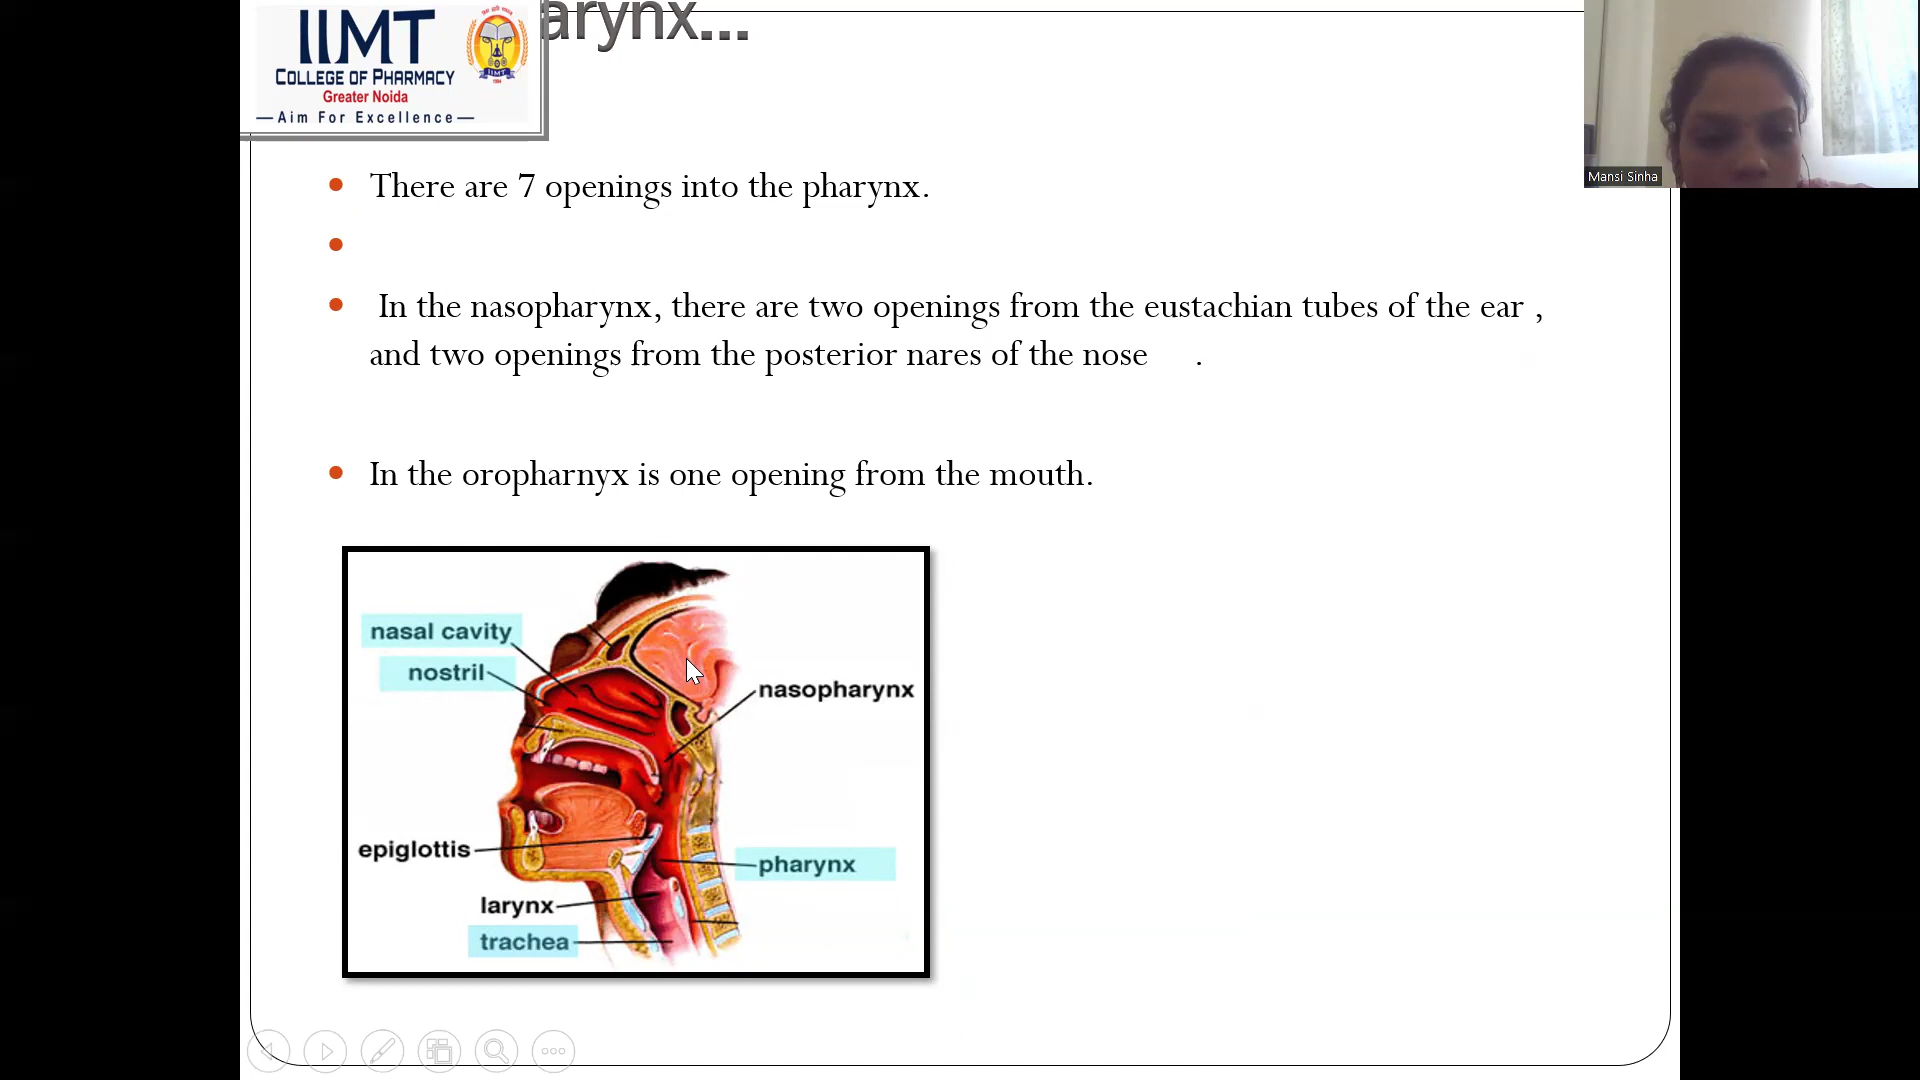 arynx...
IIMT
COLLEGE OF PHARMACY
Greater Noida
—Aim For Excellence—
IIMT
Mansi Sinha
There are 7 openings into the pharynx.
In the nasopharynx, there are two openings from the eustachian tubes of the ear ,
and two openings from the posterior nares of the nose .
In the oropharnyx is one opening from the mouth.
nasal cavity
nostril
nasopharynx
epiglottis
pharynx
larynx
trachea